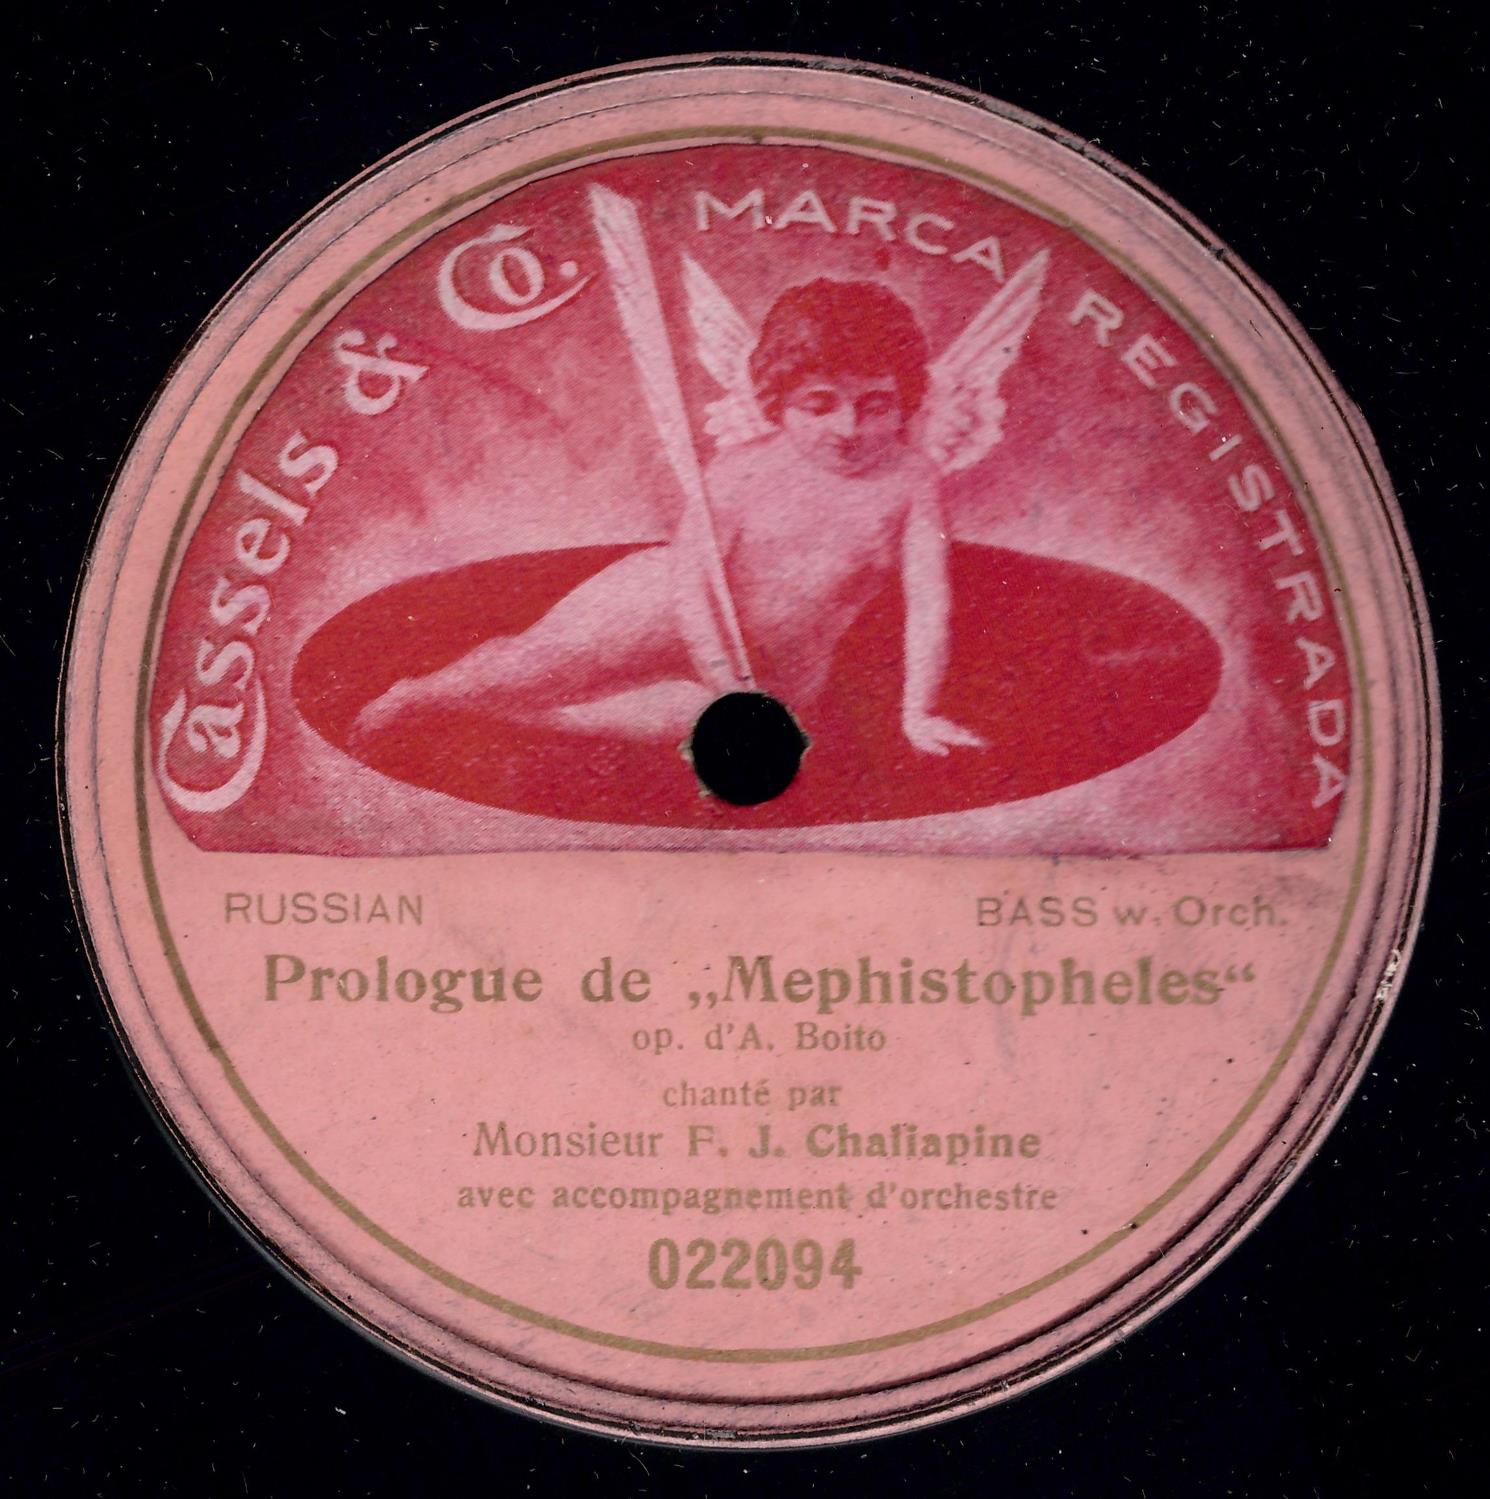 Cassels & Co.
MARCA REGISTRADA
RUSSIAN
BASS w. Orch.
Prologue de „Mephistopheles“
op. d'A. Boito
chanté par
Monsieur F. J. Chaliapine
avec accompagnement d'orchestre
022094